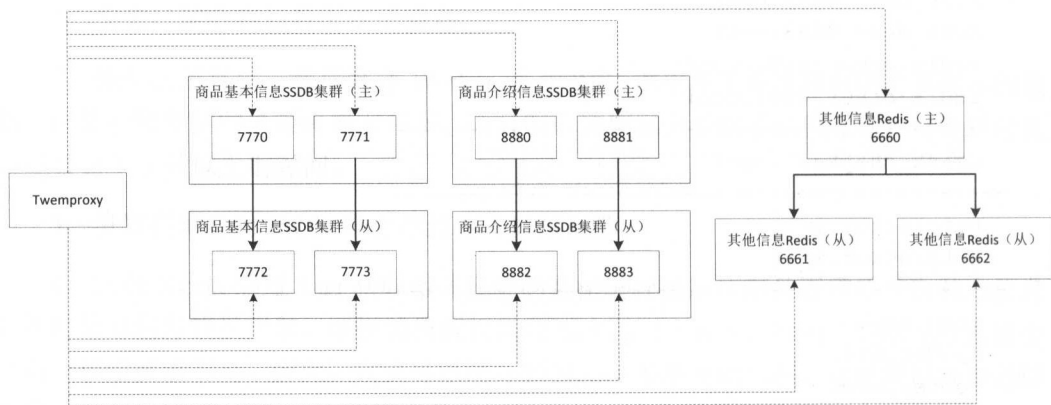 商品基本信息SSDB集群（主）
7770
7771
商品介绍信息SSDB集群（主）
8880
8881
其他信息Redis（主）
6660
Twemproxy
商品基本信息SSDB集群（从）
7772
7773
商品介绍信息SSDB集群（从）
8882
8883
其他信息Redis（从）
6661
其他信息Redis（从）
6662